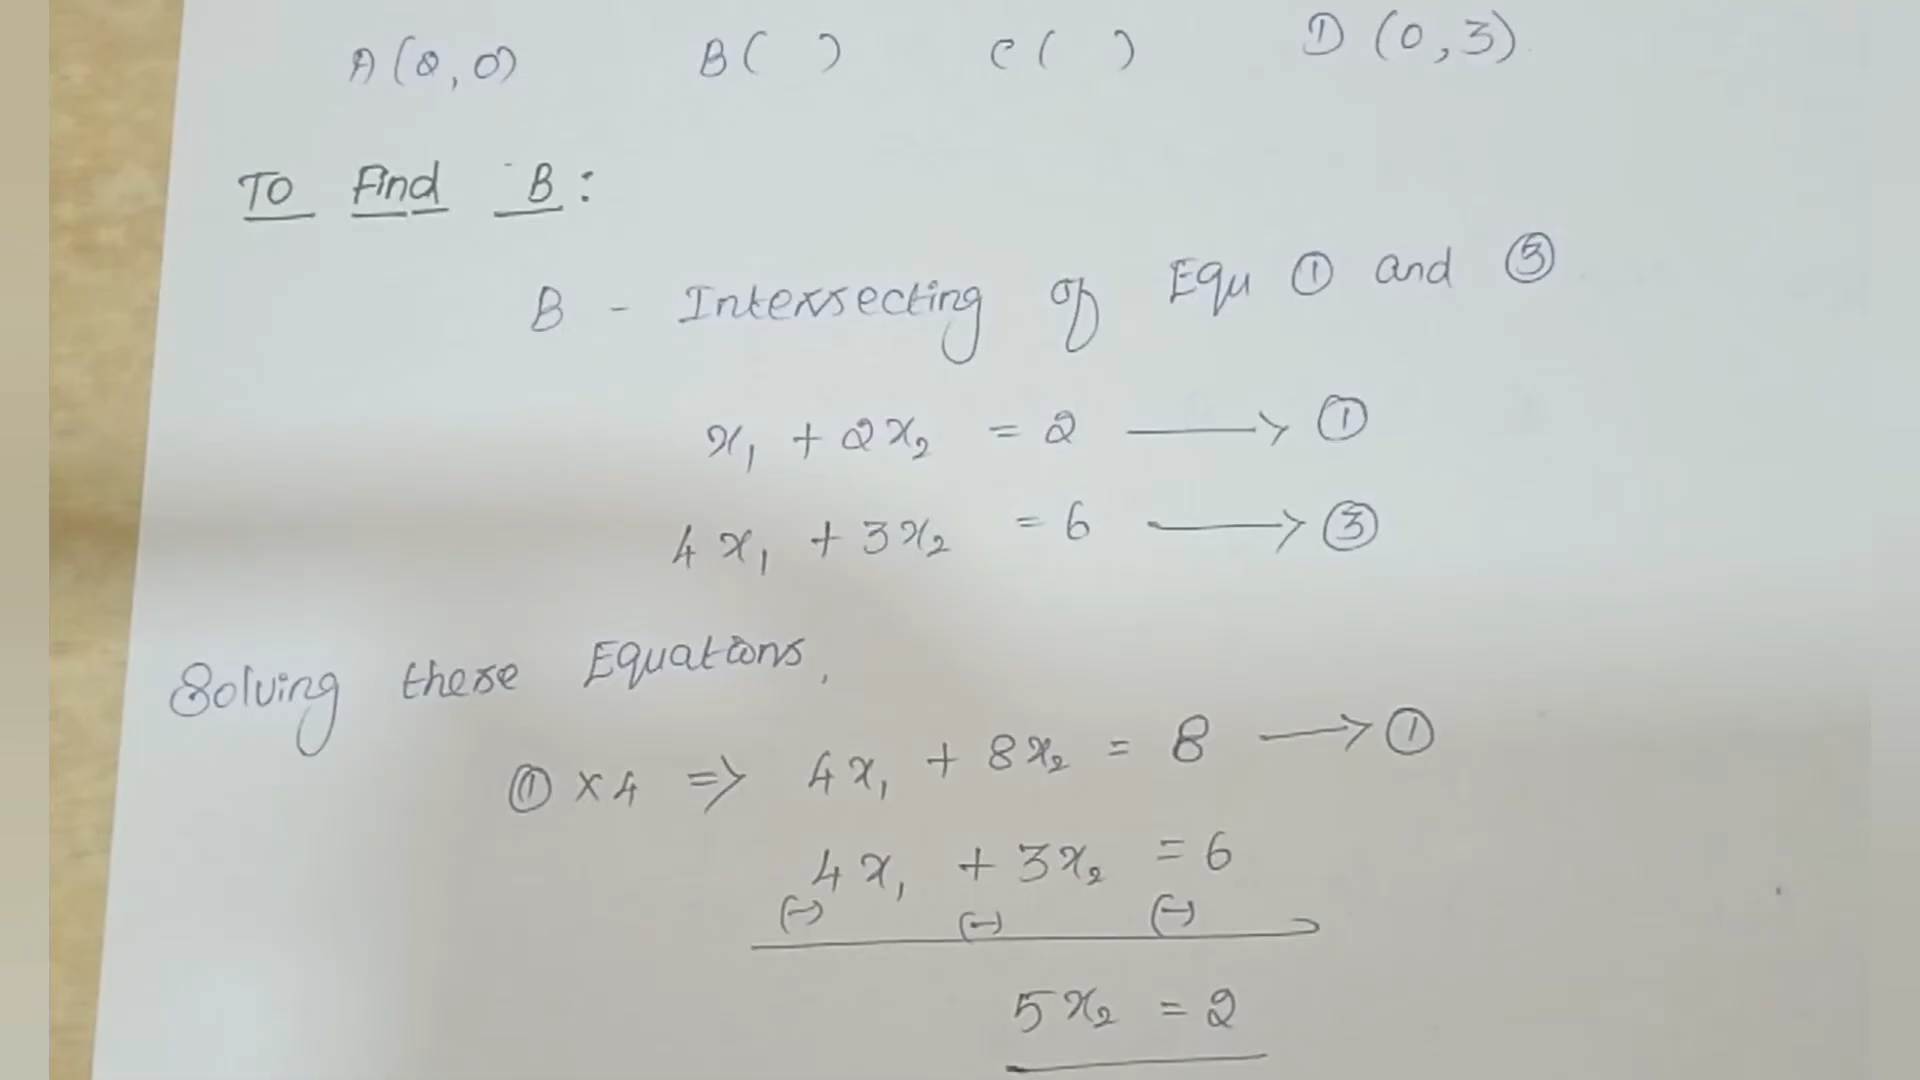 A(2,0) B( ) C( ) D(0,3)
To Find B:
B - Intersecting of Equ ① and ③
x₁ + 2x₂ = 2 ⟶ ①
4x₁ + 3x₂ = 6 ⟶ ③
Solving these Equations,
① × 4 ⇒ 4x₁ + 8x₂ = 8 ⟶ ①
4x₁ + 3x₂ = 6
(-) (-) (-)
5x₂ = 2